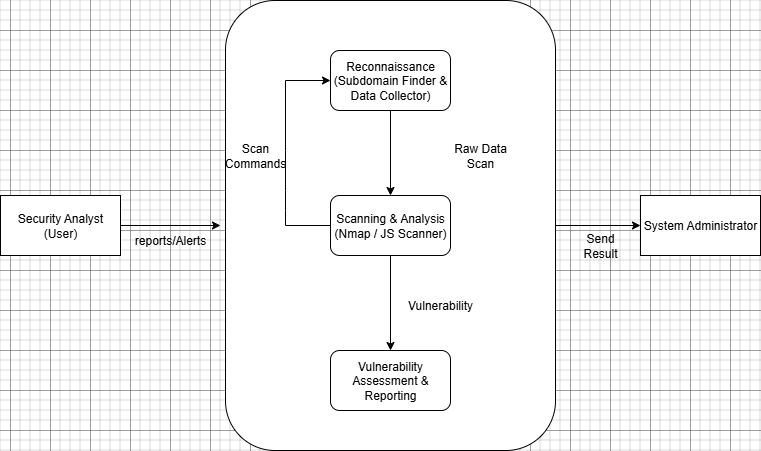 Reconnaissance
(Subdomain Finder &
Data Collector)
Scan
Commands
Raw Data
Scan
Security Analyst
(User)
reports/Alerts
Scanning & Analysis
(Nmap / JS Scanner)
System Administrator
Send
Result
Vulnerability
Vulnerability
Assessment &
Reporting